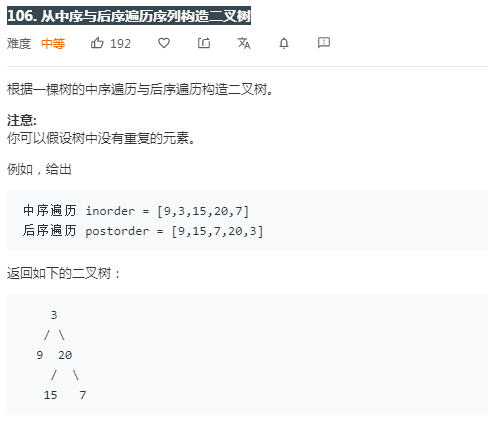 106. 从中序与后序遍历序列构造二叉树
难度 中等 192
根据一棵树的中序遍历与后序遍历构造二叉树。
注意:
你可以假设树中没有重复的元素。
例如，给出
中序遍历 inorder = [9,3,15,20,7]
后序遍历 postorder = [9,15,7,20,3]
返回如下的二叉树：
3
/ \
9 20
/ \
15 7